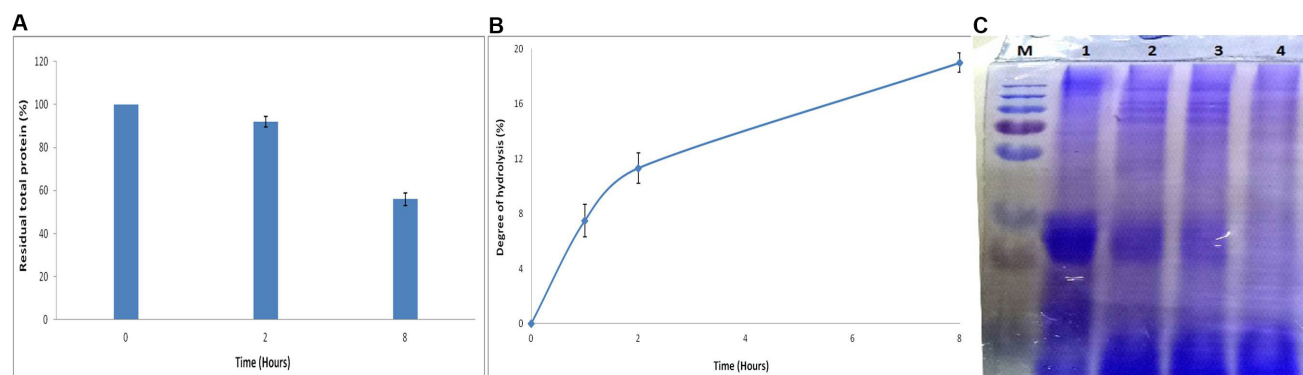 A
Residual total protein (%)
120
100
80
60
40
20
0
0 2 8
Time (Hours)
B
Degree of hydrolysis (%)
20
16
12
8
4
0
0 2 4 6 8
Time (Hours)
C
M 1 2 3 4